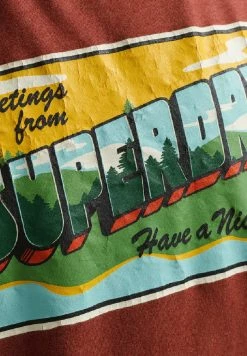 etings
from
SUPERDR
Have a Ni